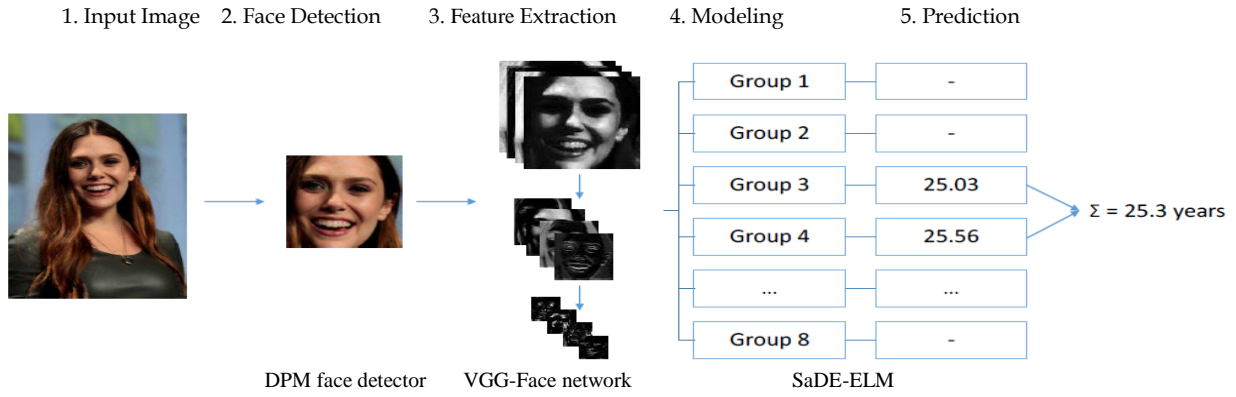 1. Input Image
2. Face Detection
3. Feature Extraction
4. Modeling
5. Prediction
Group 1
-
Group 2
-
Group 3
25.03
Group 4
25.56
...
...
Group 8
-
Σ = 25.3 years
DPM face detector
VGG-Face network
SaDE-ELM